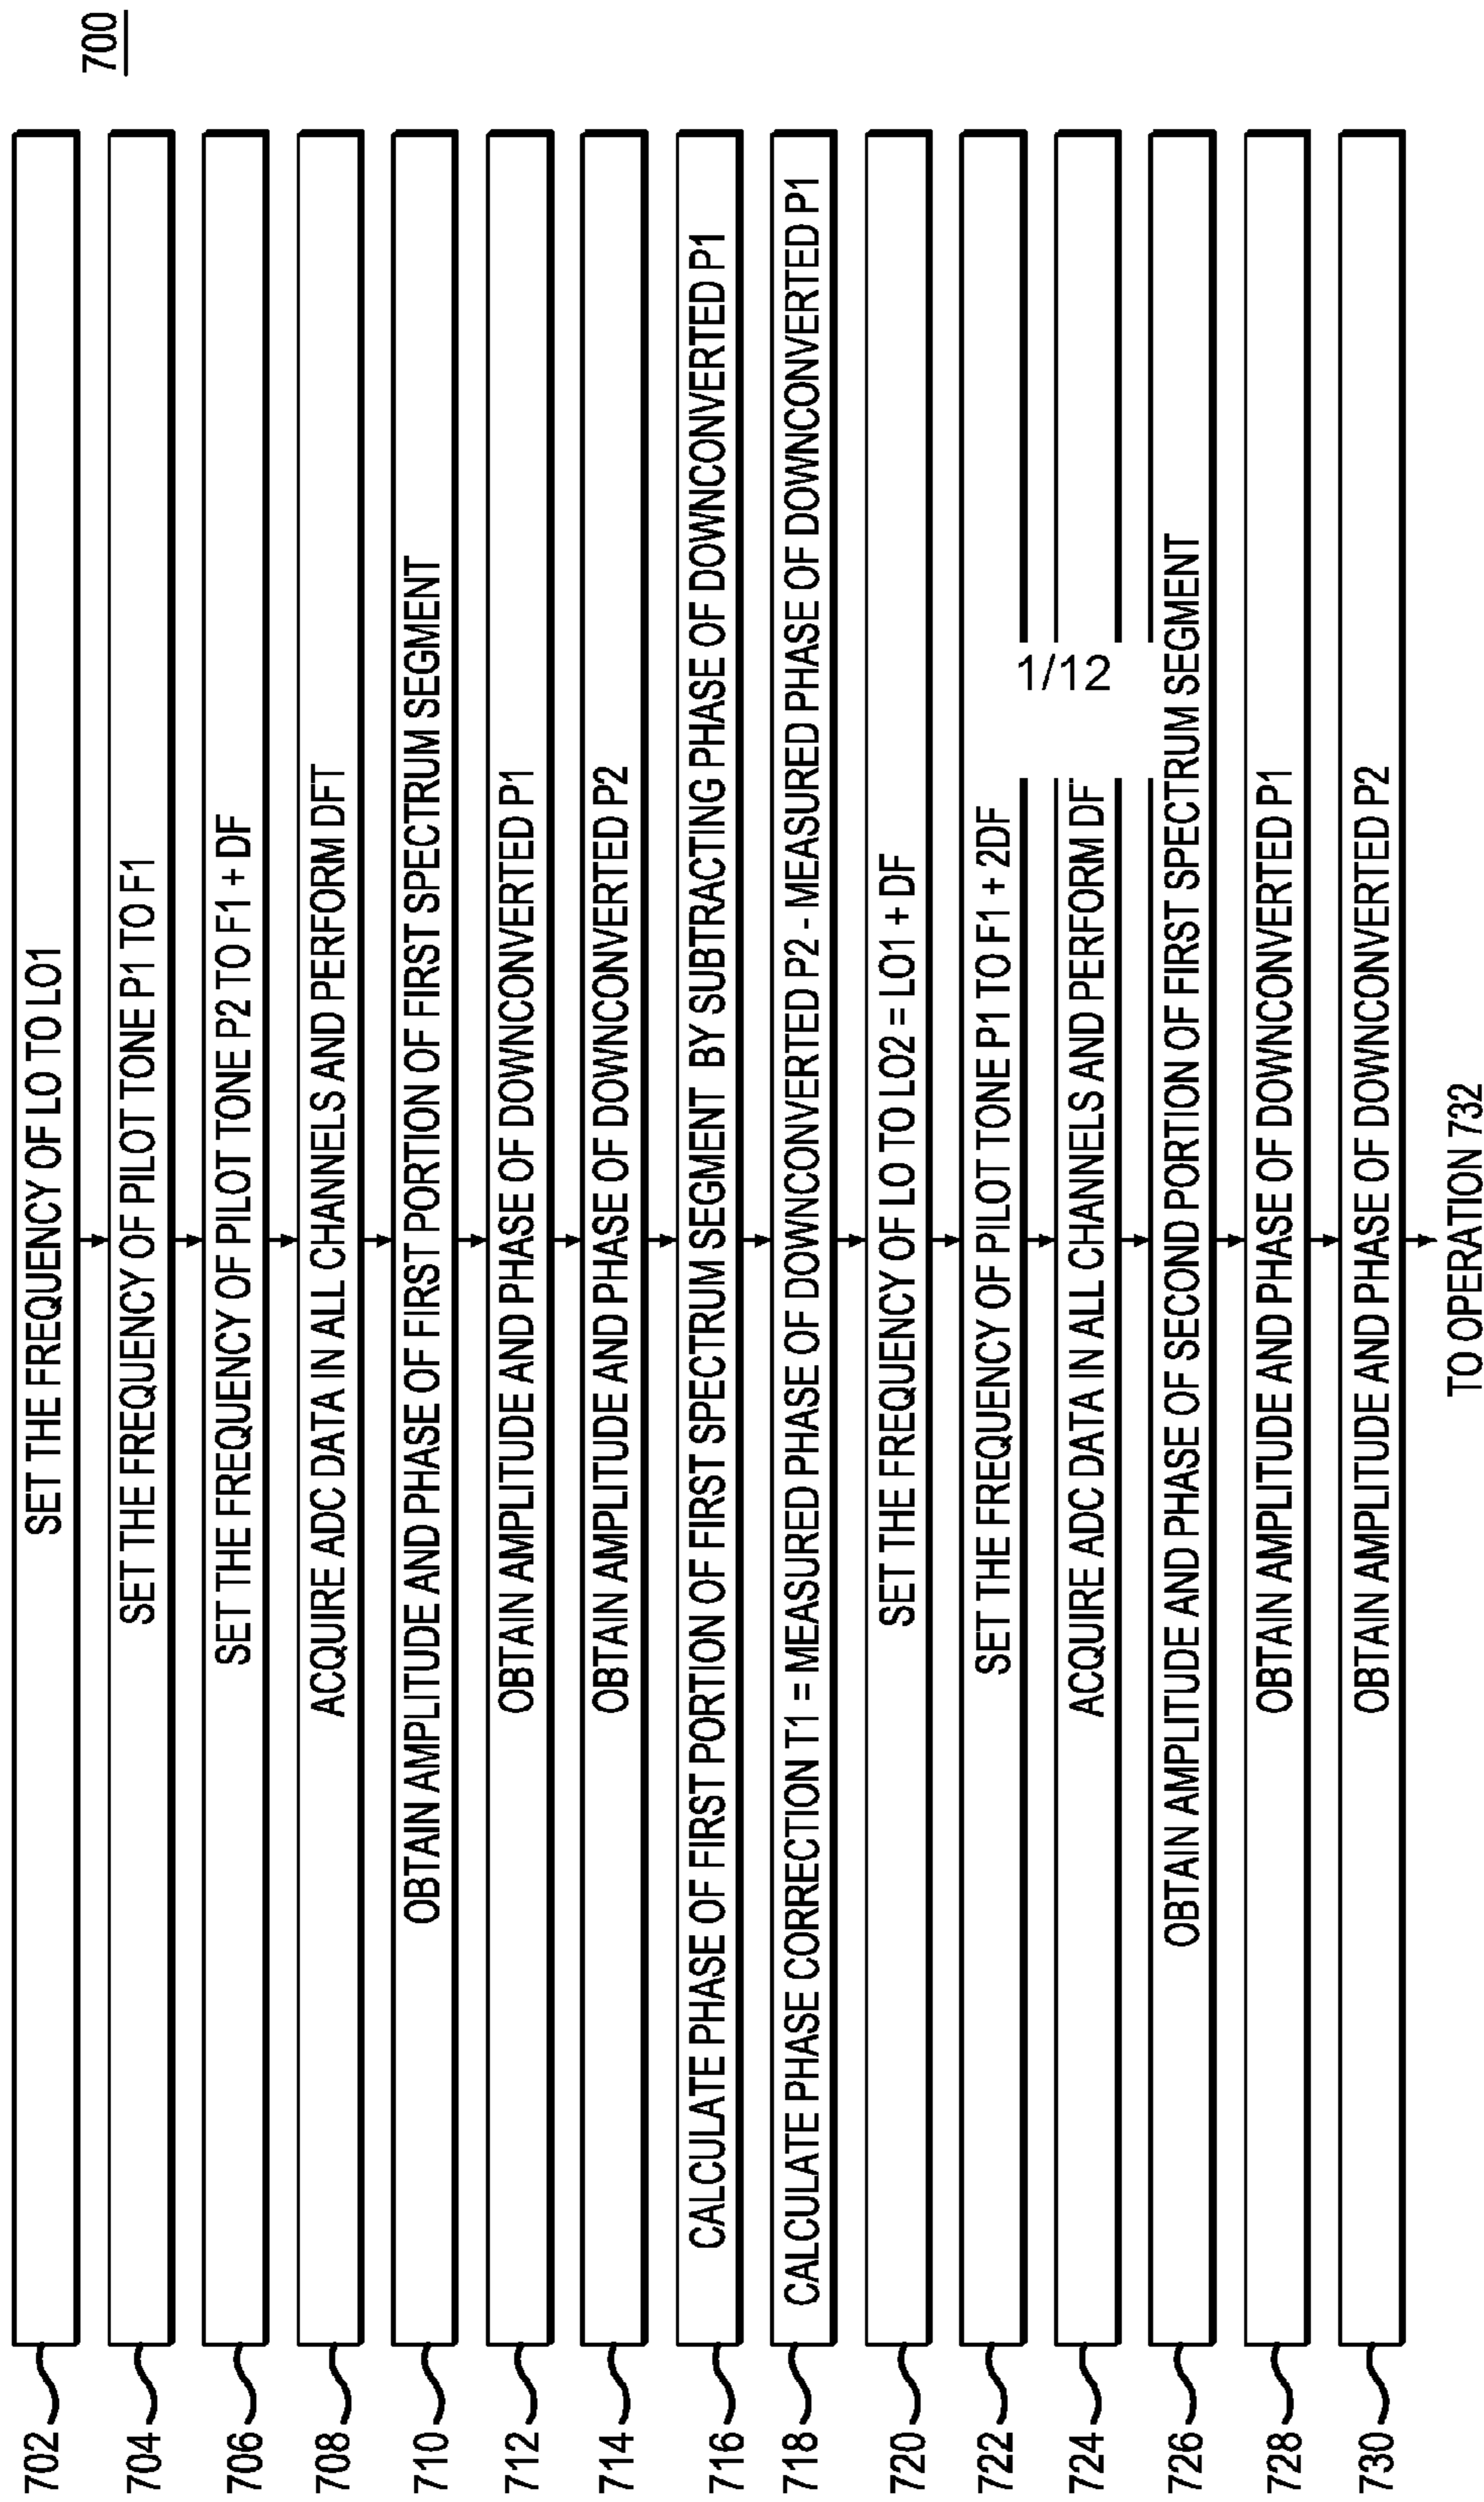 700
702 SET THE FREQUENCY OF LO TO LO1
704 SET THE FREQUENCY OF PILOT TONE P1 TO F1
706 SET THE FREQUENCY OF PILOT TONE P2 TO F1 + DF
708 ACQUIRE ADC DATA IN ALL CHANNELS AND PERFORM DFT
710 OBTAIN AMPLITUDE AND PHASE OF FIRST PORTION OF FIRST SPECTRUM SEGMENT
712 OBTAIN AMPLITUDE AND PHASE OF DOWNCONVERTED P1
714 OBTAIN AMPLITUDE AND PHASE OF DOWNCONVERTED P2
716 CALCULATE PHASE OF FIRST PORTION OF FIRST SPECTRUM SEGMENT BY SUBTRACTING PHASE OF DOWNCONVERTED P1
718 CALCULATE PHASE CORRECTION T1 = MEASURED PHASE OF DOWNCONVERTED P2 - MEASURED PHASE OF DOWNCONVERTED P1
720 SET THE FREQUENCY OF LO TO LO2 = LO1 + DF
722 SET THE FREQUENCY OF PILOT TONE P1 TO F1 + 2DF
724 ACQUIRE ADC DATA IN ALL CHANNELS AND PERFORM DF
1/12
726 OBTAIN AMPLITUDE AND PHASE OF SECOND PORTION OF FIRST SPECTRUM SEGMENT
728 OBTAIN AMPLITUDE AND PHASE OF DOWNCONVERTED P1
730 OBTAIN AMPLITUDE AND PHASE OF DOWNCONVERTED P2
TO OPERATION 732